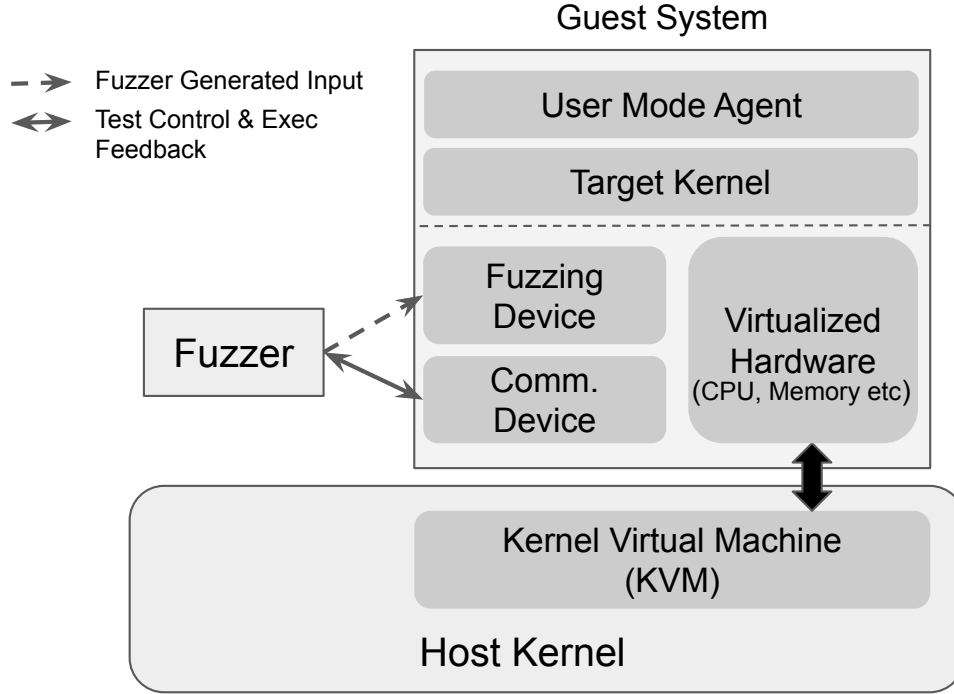 Guest System
Fuzzer Generated Input
Test Control & Exec
Feedback
User Mode Agent
Target Kernel
Fuzzing
Device
Virtualized
Hardware
(CPU, Memory etc)
Fuzzer
Comm.
Device
Kernel Virtual Machine
(KVM)
Host Kernel